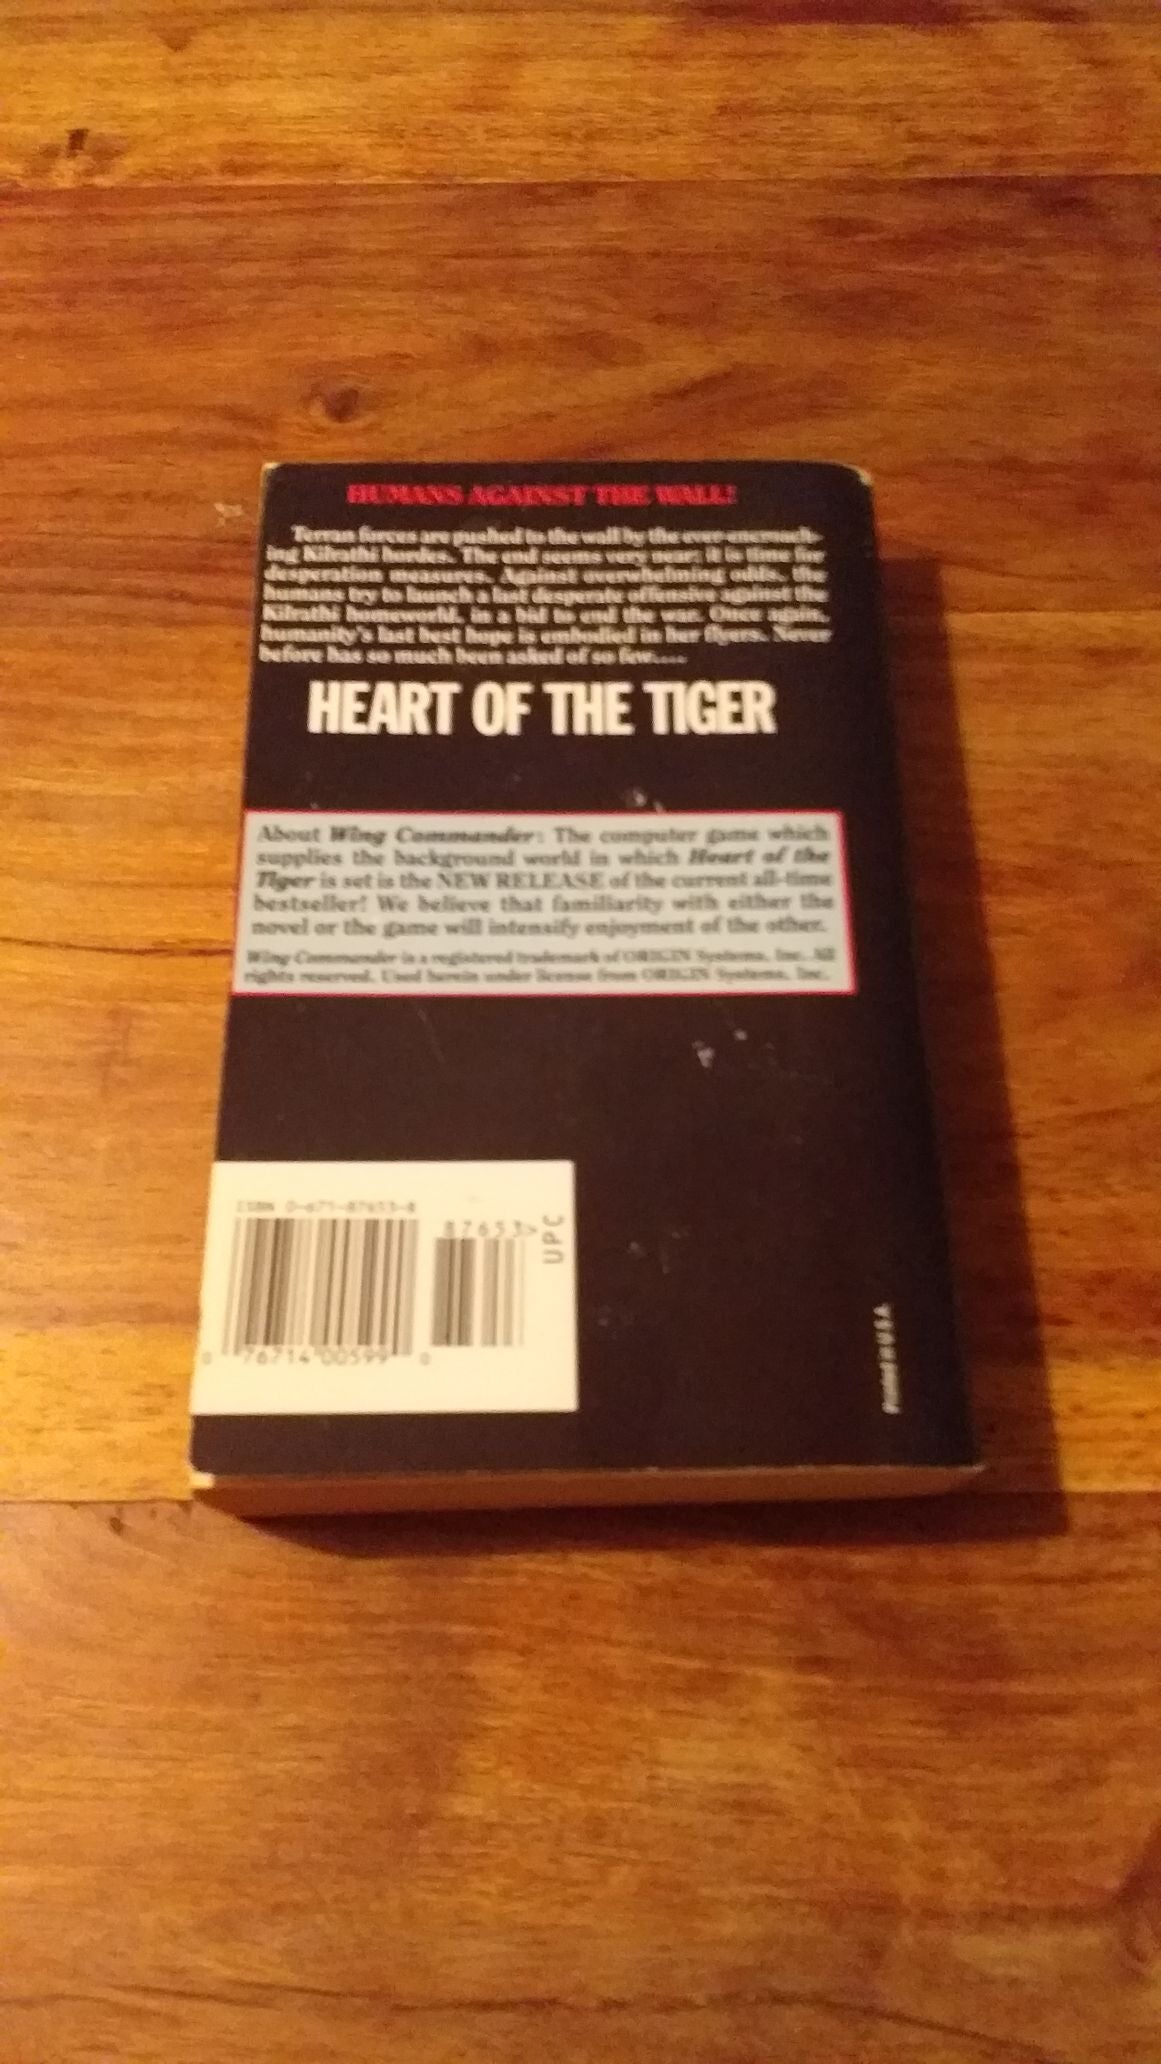 HUMANS AGAINST THE WALL!
Terran forces are pushed to the wall by the ever-encroach-
ing Kilrathi hordes. The end seems very near: it is time for
desperation measures. Against overwhelming odds, the
humans try to launch a last desperate offensive against the
Kilrathi homeworld, in a bid to end the war. Once again,
humanity's last best hope is embodied in her flyers. Never
before has so much been asked of so few....
HEART OF THE TIGER
About Wing Commander: The computer game which
supplies the background world in which Heart of the
Tiger is set is the NEW RELEASE of the current all-time
bestseller! We believe that familiarity with either the
novel or the game will intensify enjoyment of the other.
Wing Commander is a registered trademark of ORIGIN Systems, Inc. All
rights reserved. Used herein under license from ORIGIN Systems, Inc.
ISBN 0-671-87653-8
87653>
UPC
0 76714 00599 0
Printed in USA